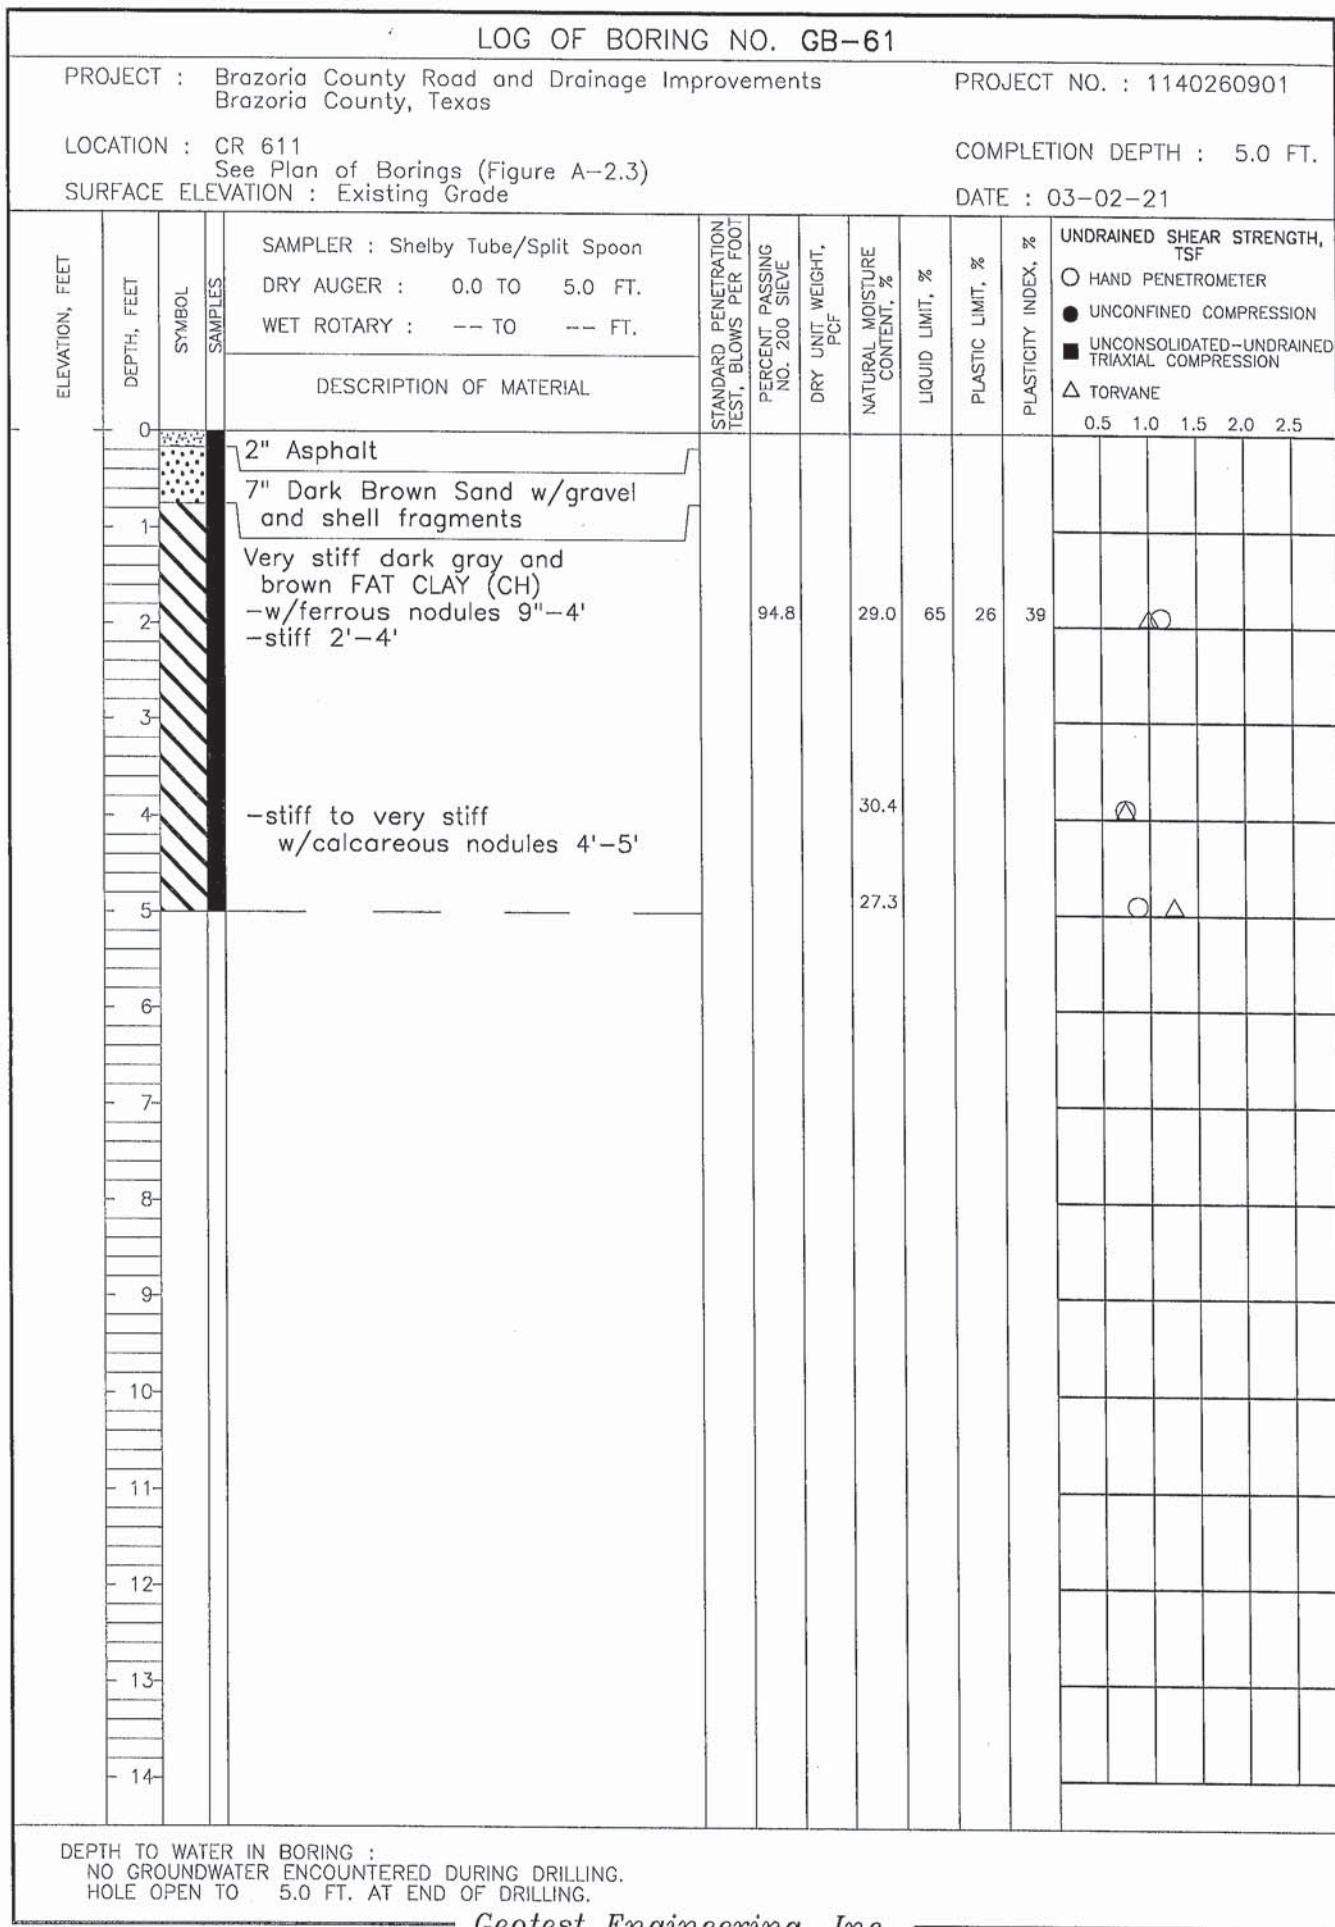 LOG OF BORING NO. GB-61
PROJECT : Brazoria County Road and Drainage Improvements
Brazoria County, Texas
PROJECT NO. : 1140260901
LOCATION : CR 611
See Plan of Borings (Figure A-2.3)
COMPLETION DEPTH : 5.0 FT.
SURFACE ELEVATION : Existing Grade
DATE : 03-02-21
ELEVATION, FEET
DEPTH, FEET
SYMBOL
SAMPLES
SAMPLER : Shelby Tube/Split Spoon
DRY AUGER : 0.0 TO 5.0 FT.
WET ROTARY : -- TO -- FT.
DESCRIPTION OF MATERIAL
STANDARD PENETRATION
TEST, BLOWS PER FOOT
PERCENT PASSING
NO. 200 SIEVE
DRY UNIT WEIGHT,
PCF
NATURAL MOISTURE
CONTENT, %
LIQUID LIMIT, %
PLASTIC LIMIT, %
PLASTICITY INDEX, %
UNDRAINED SHEAR STRENGTH,
TSF
HAND PENETROMETER
UNCONFINED COMPRESSION
UNCONSOLIDATED-UNDRAINED
TRIAXIAL COMPRESSION
TORVANE
0.5 1.0 1.5 2.0 2.5
0
2" Asphalt
7" Dark Brown Sand w/gravel
and shell fragments
1
Very stiff dark gray and
brown FAT CLAY (CH)
-w/ferrous nodules 9"-4'
2 94.8 29.0 65 26 39
-stiff 2'-4'
3
4 -stiff to very stiff 30.4
w/calcareous nodules 4'-5'
5 27.3
6
7
8
9
10
11
12
13
14
DEPTH TO WATER IN BORING :
NO GROUNDWATER ENCOUNTERED DURING DRILLING.
HOLE OPEN TO 5.0 FT. AT END OF DRILLING.
Geotest Engineering, Inc.